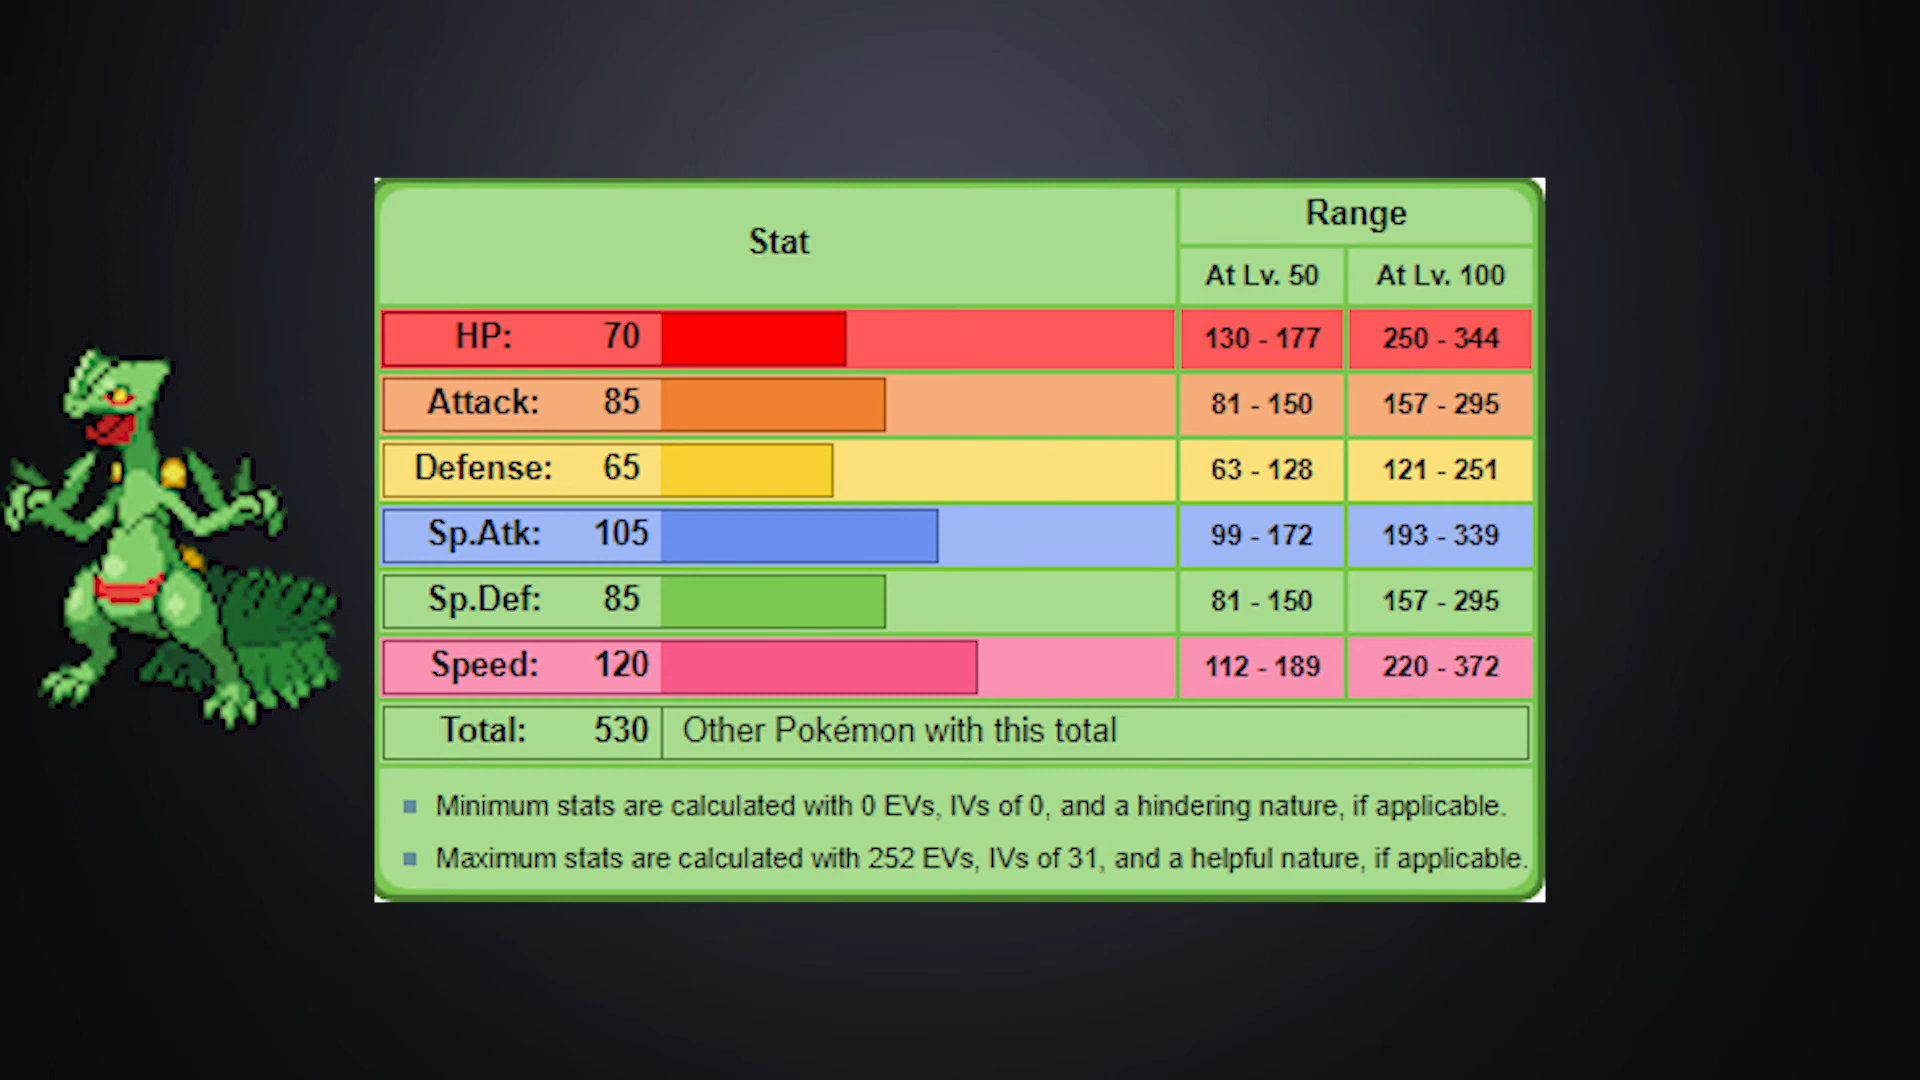 Stat
Range
At Lv. 50 At Lv. 100
HP: 70 130 - 177 250 - 344
Attack: 85 81 - 150 157 - 295
Defense: 65 63 - 128 121 - 251
Sp.Atk: 105 99 - 172 193 - 339
Sp.Def: 85 81 - 150 157 - 295
Speed: 120 112 - 189 220 - 372
Total: 530 Other Pokémon with this total
Minimum stats are calculated with 0 EVs, IVs of 0, and a hindering nature, if applicable.
Maximum stats are calculated with 252 EVs, IVs of 31, and a helpful nature, if applicable.